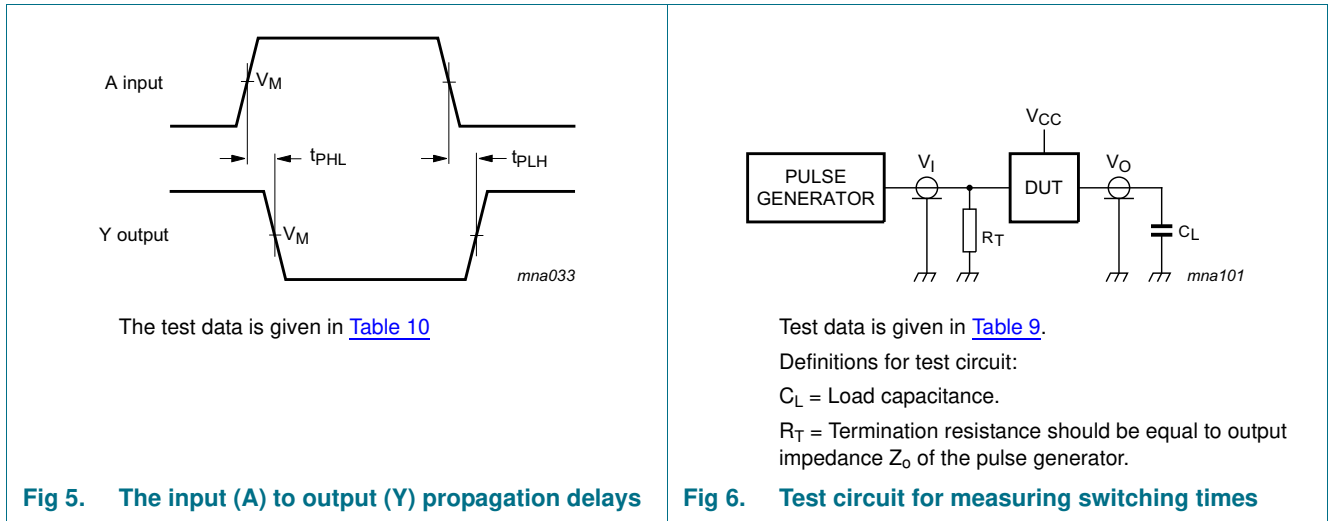 A input
VM
tPHL
tPLH
Y output
VM
mna033
The test data is given in Table 10
Fig 5. The input (A) to output (Y) propagation delays
VCC
PULSE
GENERATOR
VI
DUT
VO
RT
CL
mna101
Test data is given in Table 9.
Definitions for test circuit:
CL = Load capacitance.
RT = Termination resistance should be equal to output
impedance Zo of the pulse generator.
Fig 6. Test circuit for measuring switching times